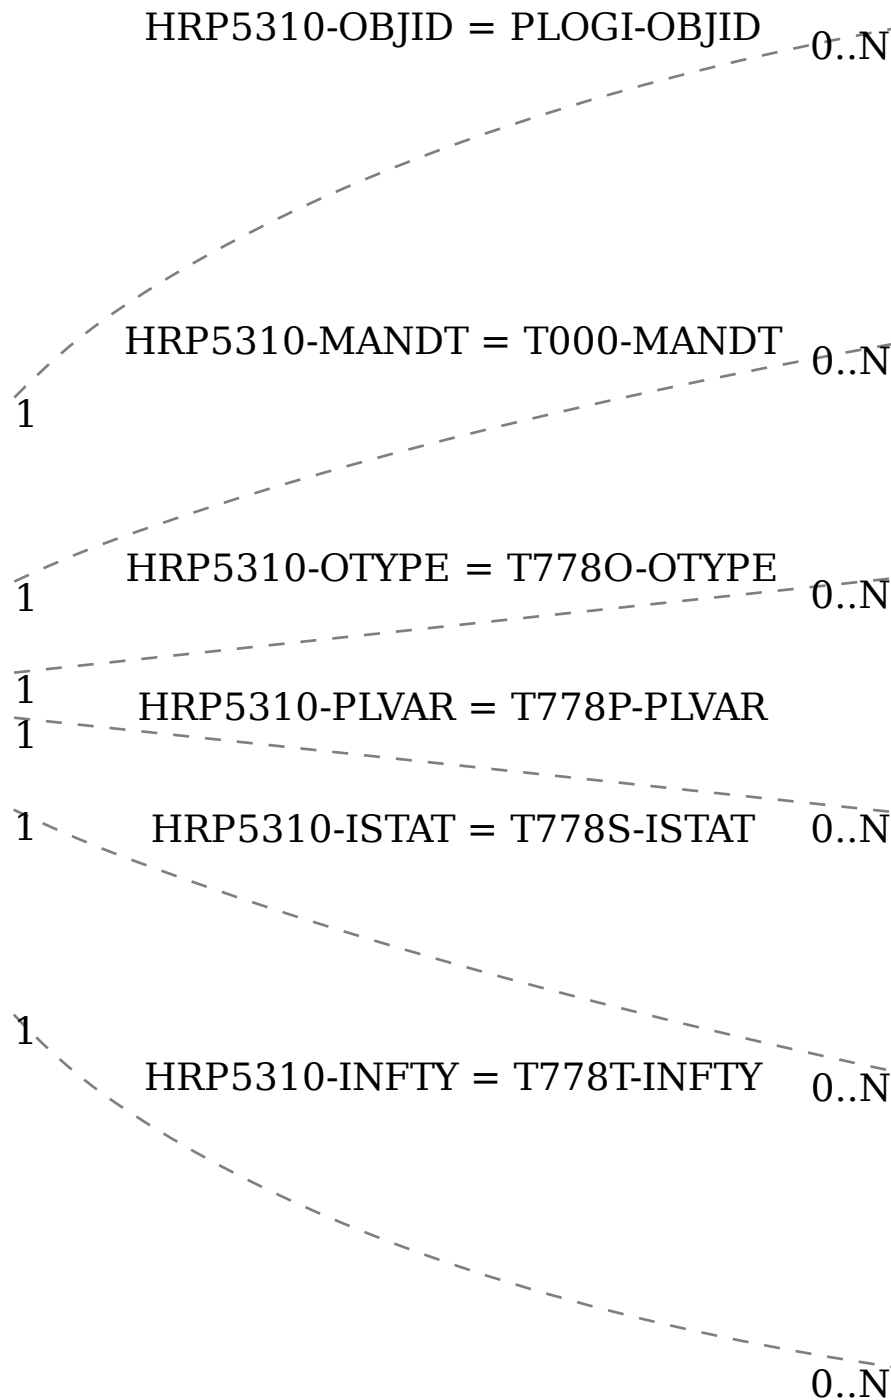 HRP5310-OBJID = PLOGI-OBJID
0..N
HRP5310-MANDT = T000-MANDT
0..N
1
HRP5310-OTYPE = T778O-OTYPE
0..N
1
1
HRP5310-PLVAR = T778P-PLVAR
1
1
HRP5310-ISTAT = T778S-ISTAT
0..N
1
HRP5310-INFTY = T778T-INFTY
0..N
0..N